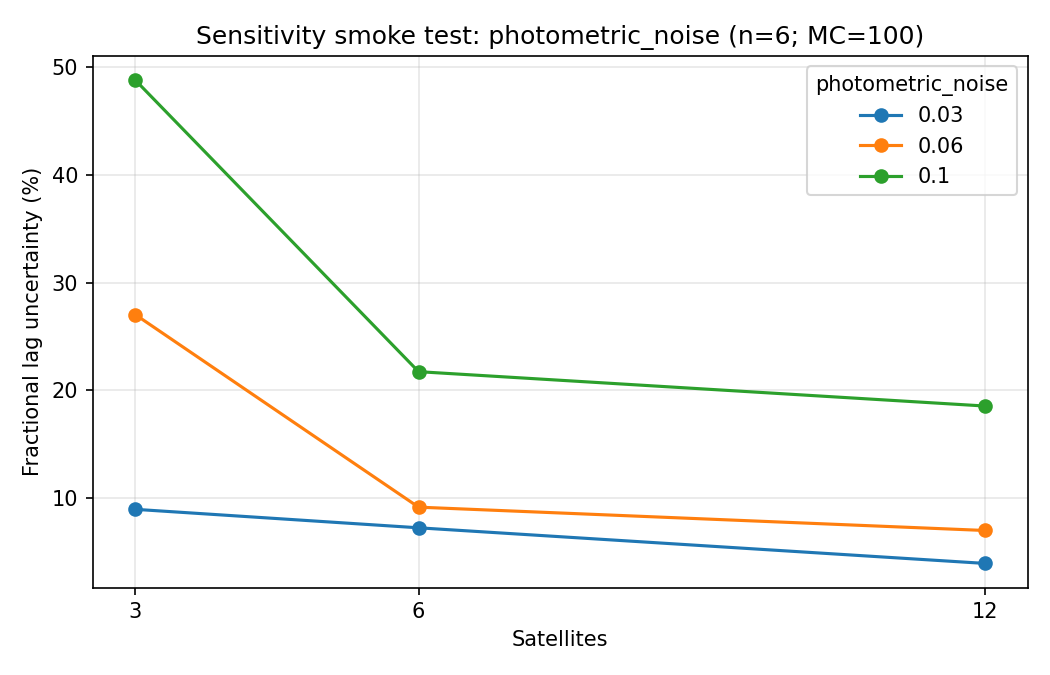 Sensitivity smoke test: photometric_noise (n=6; MC=100)
photometric_noise
0.03
0.06
0.1
Fractional lag uncertainty (%)
50
40
30
20
10
3
6
12
Satellites